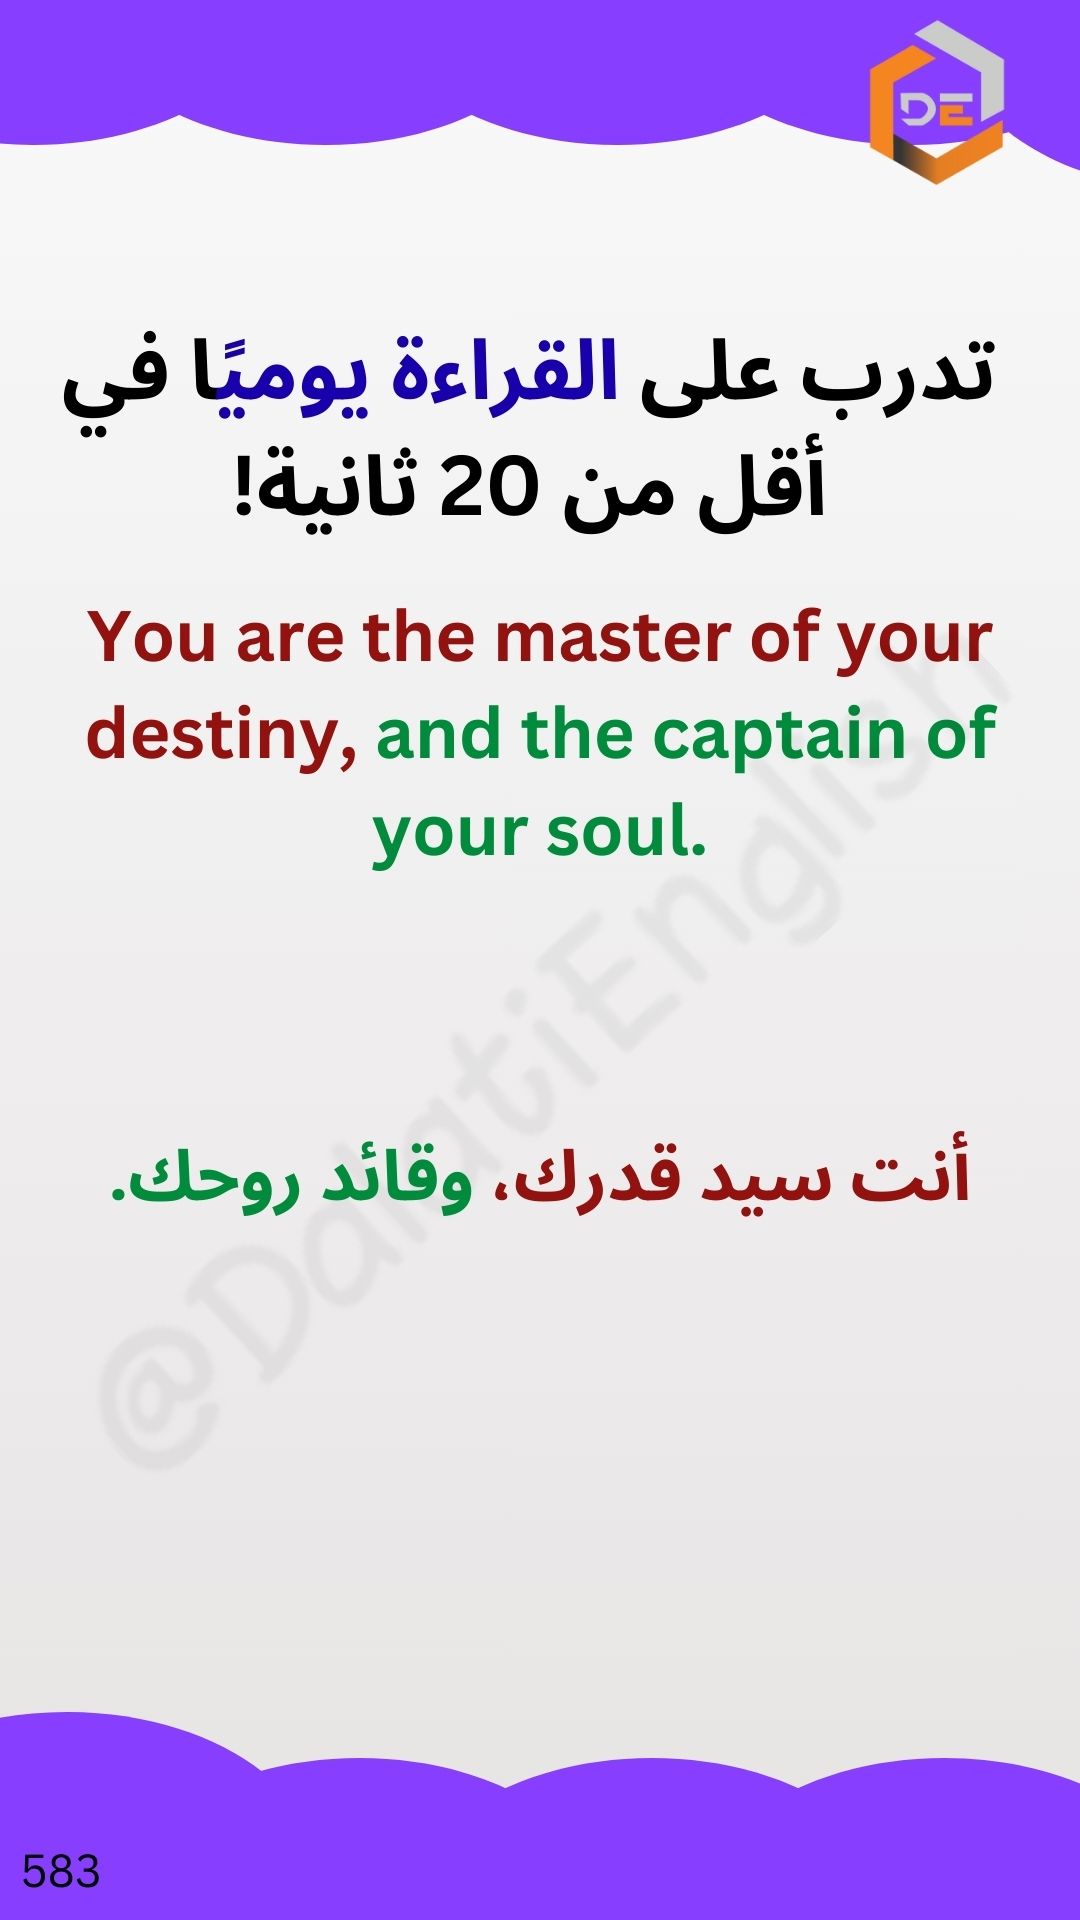 DE
تدرب على القراءة يوميًا في
أقل من 20 ثانية!
You are the master of your
destiny, and the captain of
your soul.
أنت سيد قدرك، وقائد روحك.
@DalatiEnglish
583